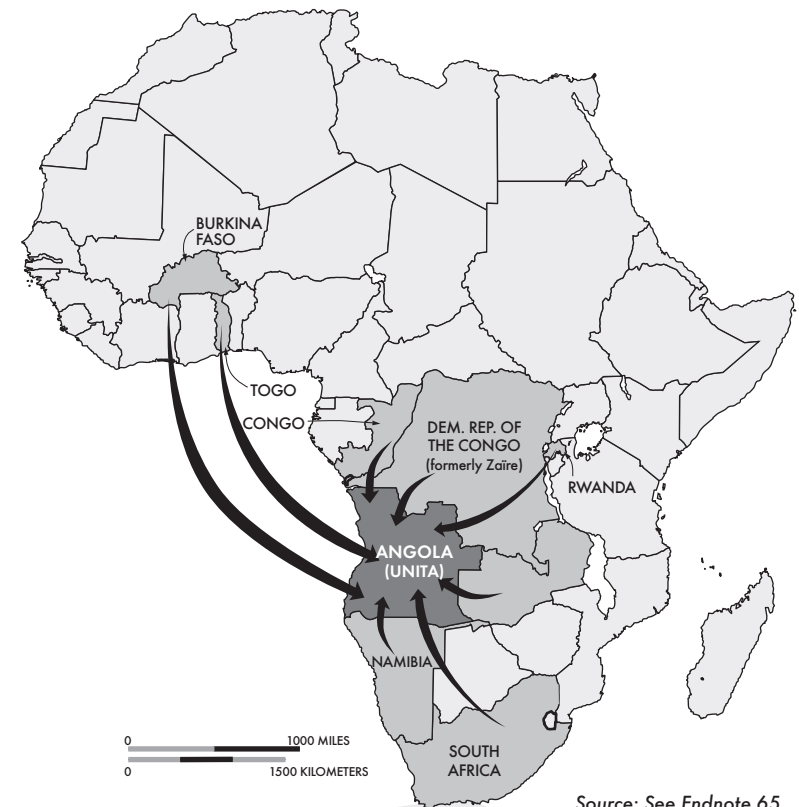 BURKINA
FASO
TOGO
CONGO
DEM. REP. OF
THE CONGO
(formerly Zaïre)
RWANDA
ANGOLA
(UNITA)
NAMIBIA
0 1000 MILES
0 1500 KILOMETERS
SOUTH
AFRICA
Source: See Endnote 65